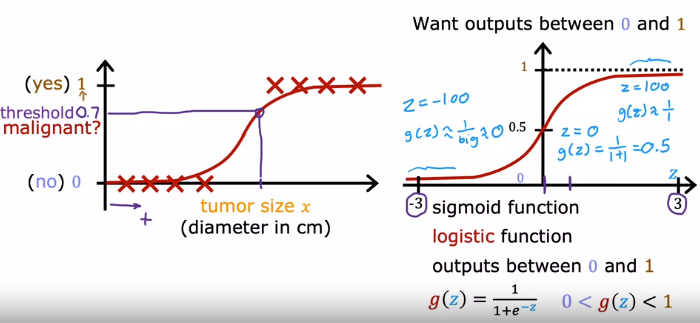 (yes) 1
threshold 0.7
malignant?
(no) 0
+
tumor size x
(diameter in cm)
Want outputs between 0 and 1
1
z = -100
g(z) ≈ 1/big ≈ 0
0.5
z = 100
g(z) ≈ 1/1
z = 0
g(z) = 1/1+1 = 0.5
0
z
-3
3
sigmoid function
logistic function
outputs between 0 and 1
g(z) = 1/1+e^-z 0 < g(z) < 1